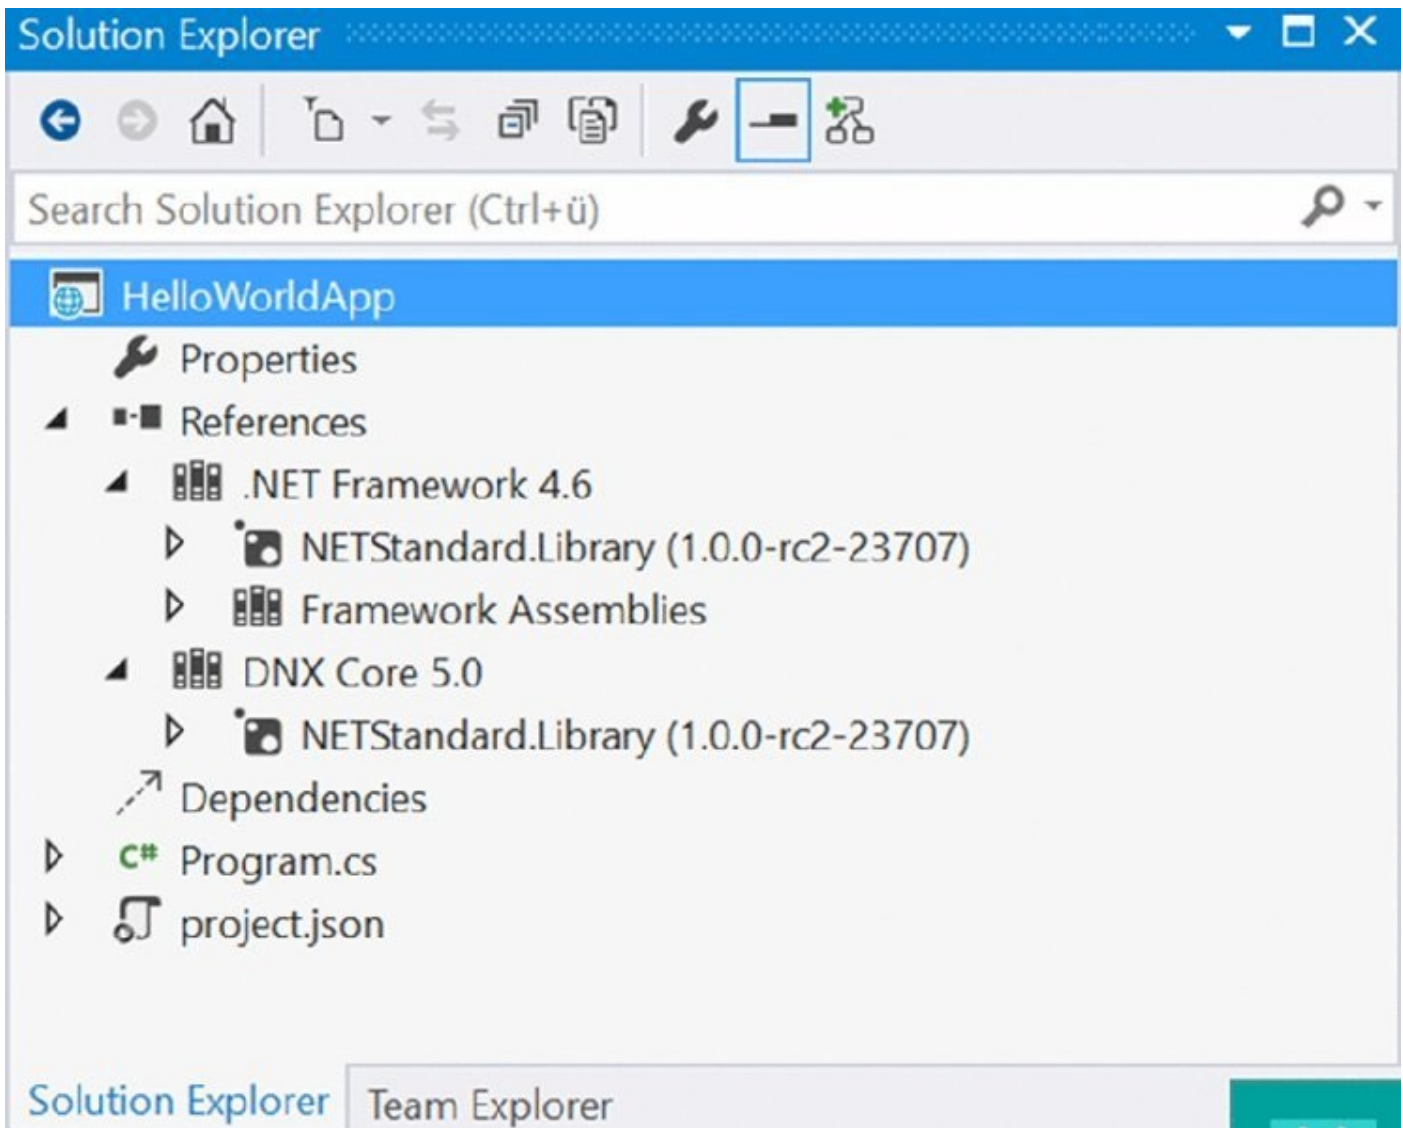 Solution Explorer
Search Solution Explorer (Ctrl+ü)
HelloWorldApp
Properties
References
.NET Framework 4.6
NETStandard.Library (1.0.0-rc2-23707)
Framework Assemblies
DNX Core 5.0
NETStandard.Library (1.0.0-rc2-23707)
Dependencies
C# Program.cs
project.json
Solution Explorer Team Explorer